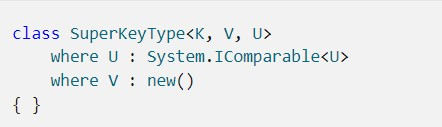 class SuperKeyType<K, V, U>
    where U : System.IComparable<U>
    where V : new()
{ }